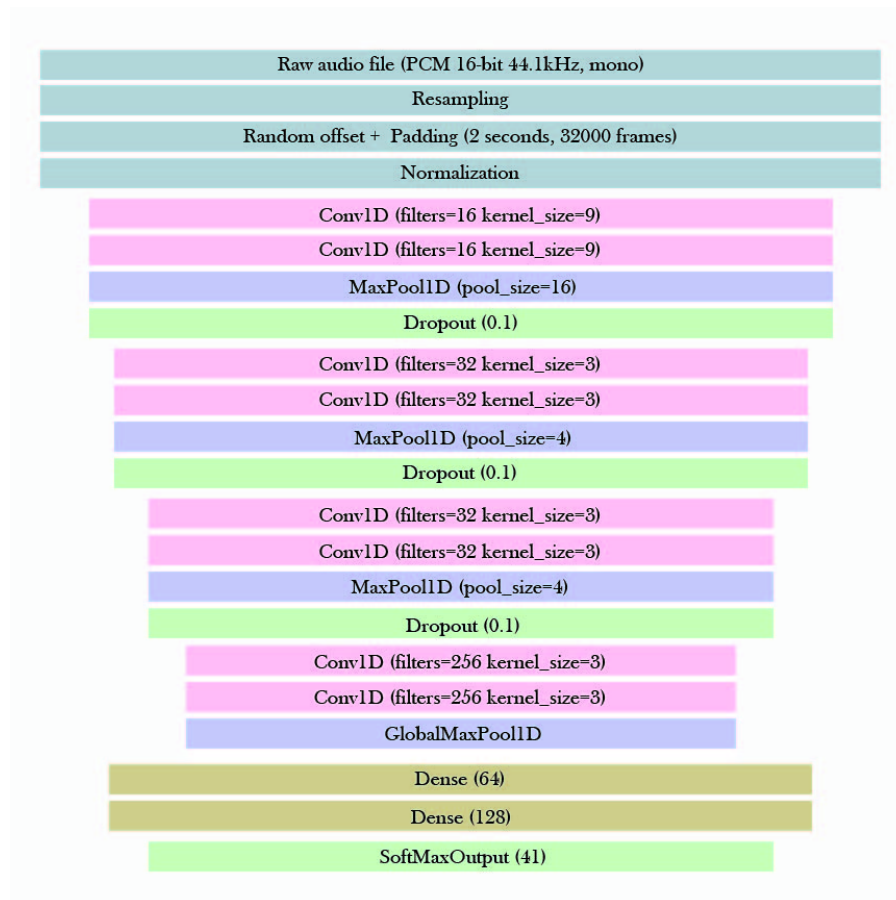 Raw audio file (PCM 16-bit 44.1kHz, mono)
Resampling
Random offset + Padding (2 seconds, 32000 frames)
Normalization
Conv1D (filters=16 kernel_size=9)
Conv1D (filters=16 kernel_size=9)
MaxPool1D (pool_size=16)
Dropout (0.1)
Conv1D (filters=32 kernel_size=3)
Conv1D (filters=32 kernel_size=3)
MaxPool1D (pool_size=4)
Dropout (0.1)
Conv1D (filters=32 kernel_size=3)
Conv1D (filters=32 kernel_size=3)
MaxPool1D (pool_size=4)
Dropout (0.1)
Conv1D (filters=256 kernel_size=3)
Conv1D (filters=256 kernel_size=3)
GlobalMaxPool1D
Dense (64)
Dense (128)
SoftMaxOutput (41)